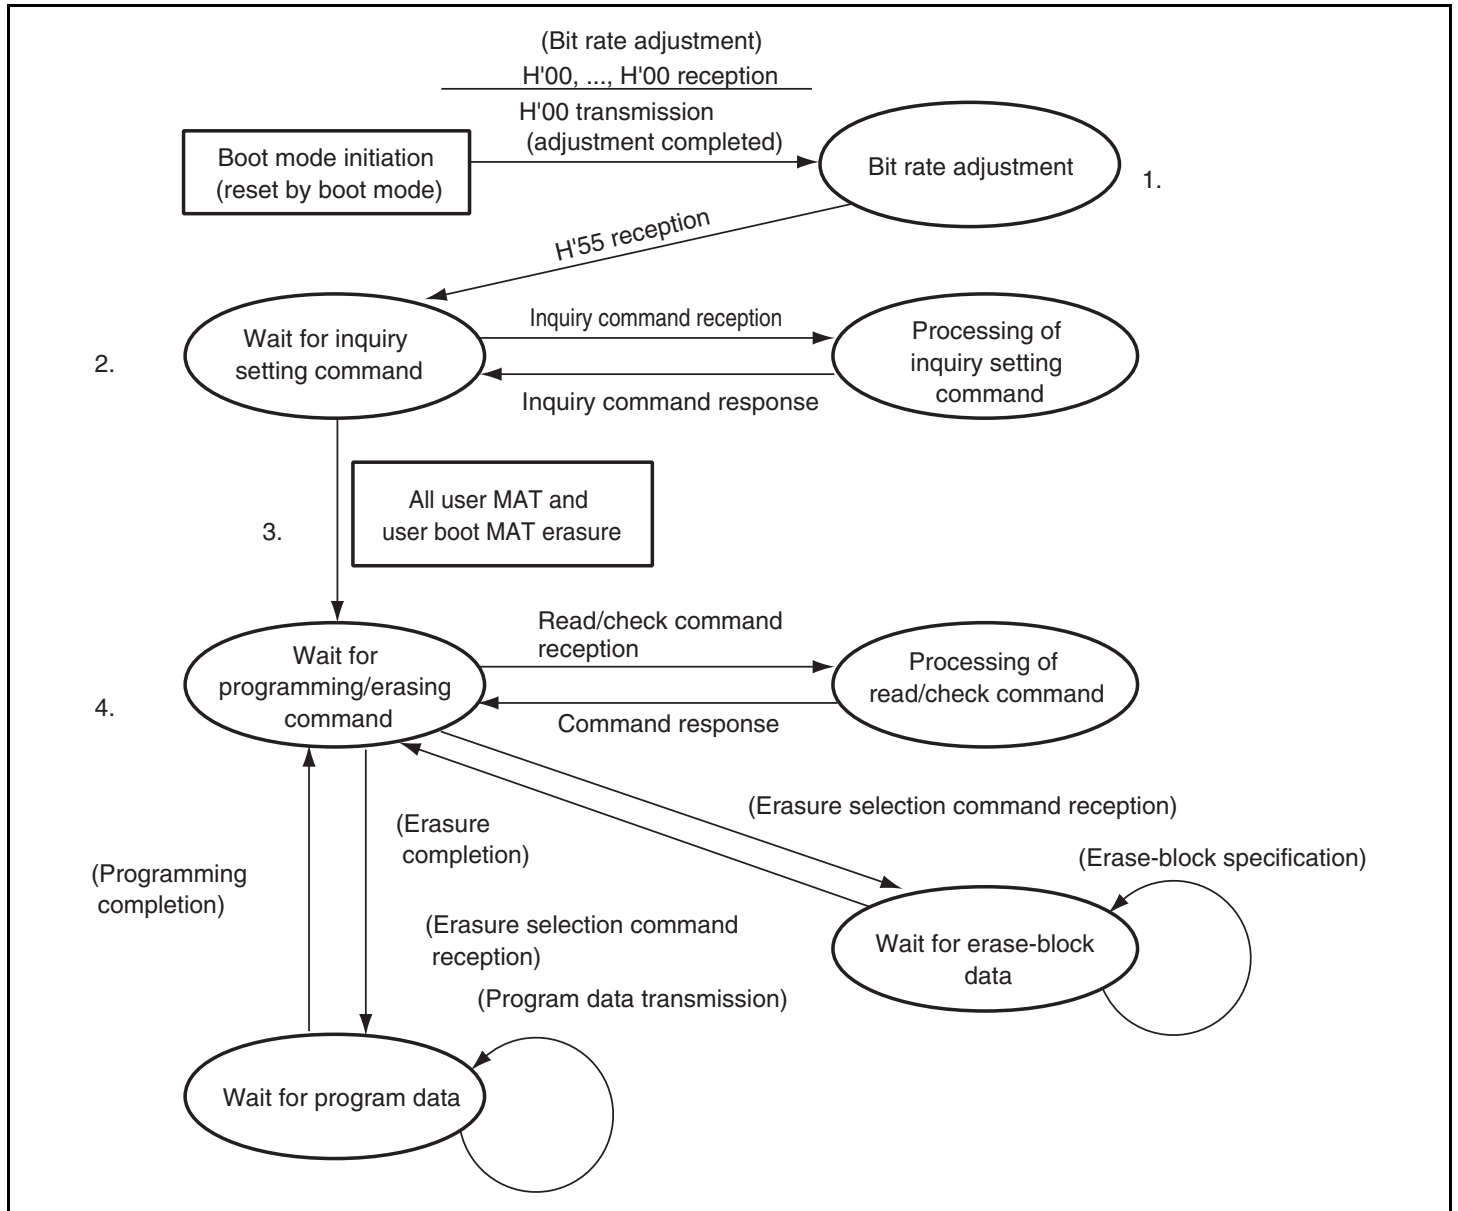 (Bit rate adjustment)
H'00, ..., H'00 reception
H'00 transmission
(adjustment completed)
Boot mode initiation
(reset by boot mode)
Bit rate adjustment
1.
H'55 reception
2.
Wait for inquiry
setting command
Inquiry command reception
Inquiry command response
Processing of
inquiry setting
command
3.
All user MAT and
user boot MAT erasure
4.
Wait for
programming/erasing
command
Read/check command
reception
Command response
Processing of
read/check command
(Erasure selection command reception)
(Erasure
completion)
(Erase-block specification)
(Programming
completion)
(Erasure selection command
reception)
Wait for erase-block
data
(Program data transmission)
Wait for program data